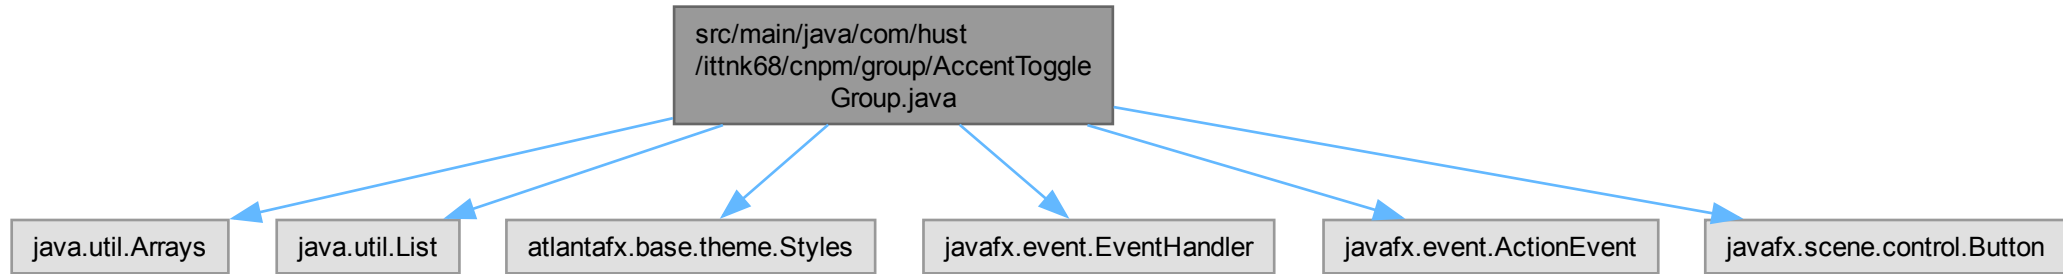 src/main/java/com/hust
/ittnk68/cnpm/group/AccentToggle
Group.java
java.util.Arrays
java.util.List
atlantafx.base.theme.Styles
javafx.event.EventHandler
javafx.event.ActionEvent
javafx.scene.control.Button